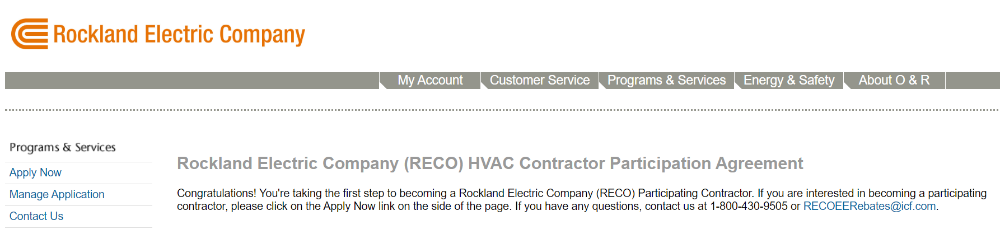 Rockland Electric Company
My Account Customer Service Programs & Services Energy & Safety About O & R
Programs & Services
Apply Now
Manage Application
Contact Us
Rockland Electric Company (RECO) HVAC Contractor Participation Agreement
Congratulations! You're taking the first step to becoming a Rockland Electric Company (RECO) Participating Contractor. If you are interested in becoming a participating
contractor, please click on the Apply Now link on the side of the page. If you have any questions, contact us at 1-800-430-9505 or RECOEERebates@icf.com.